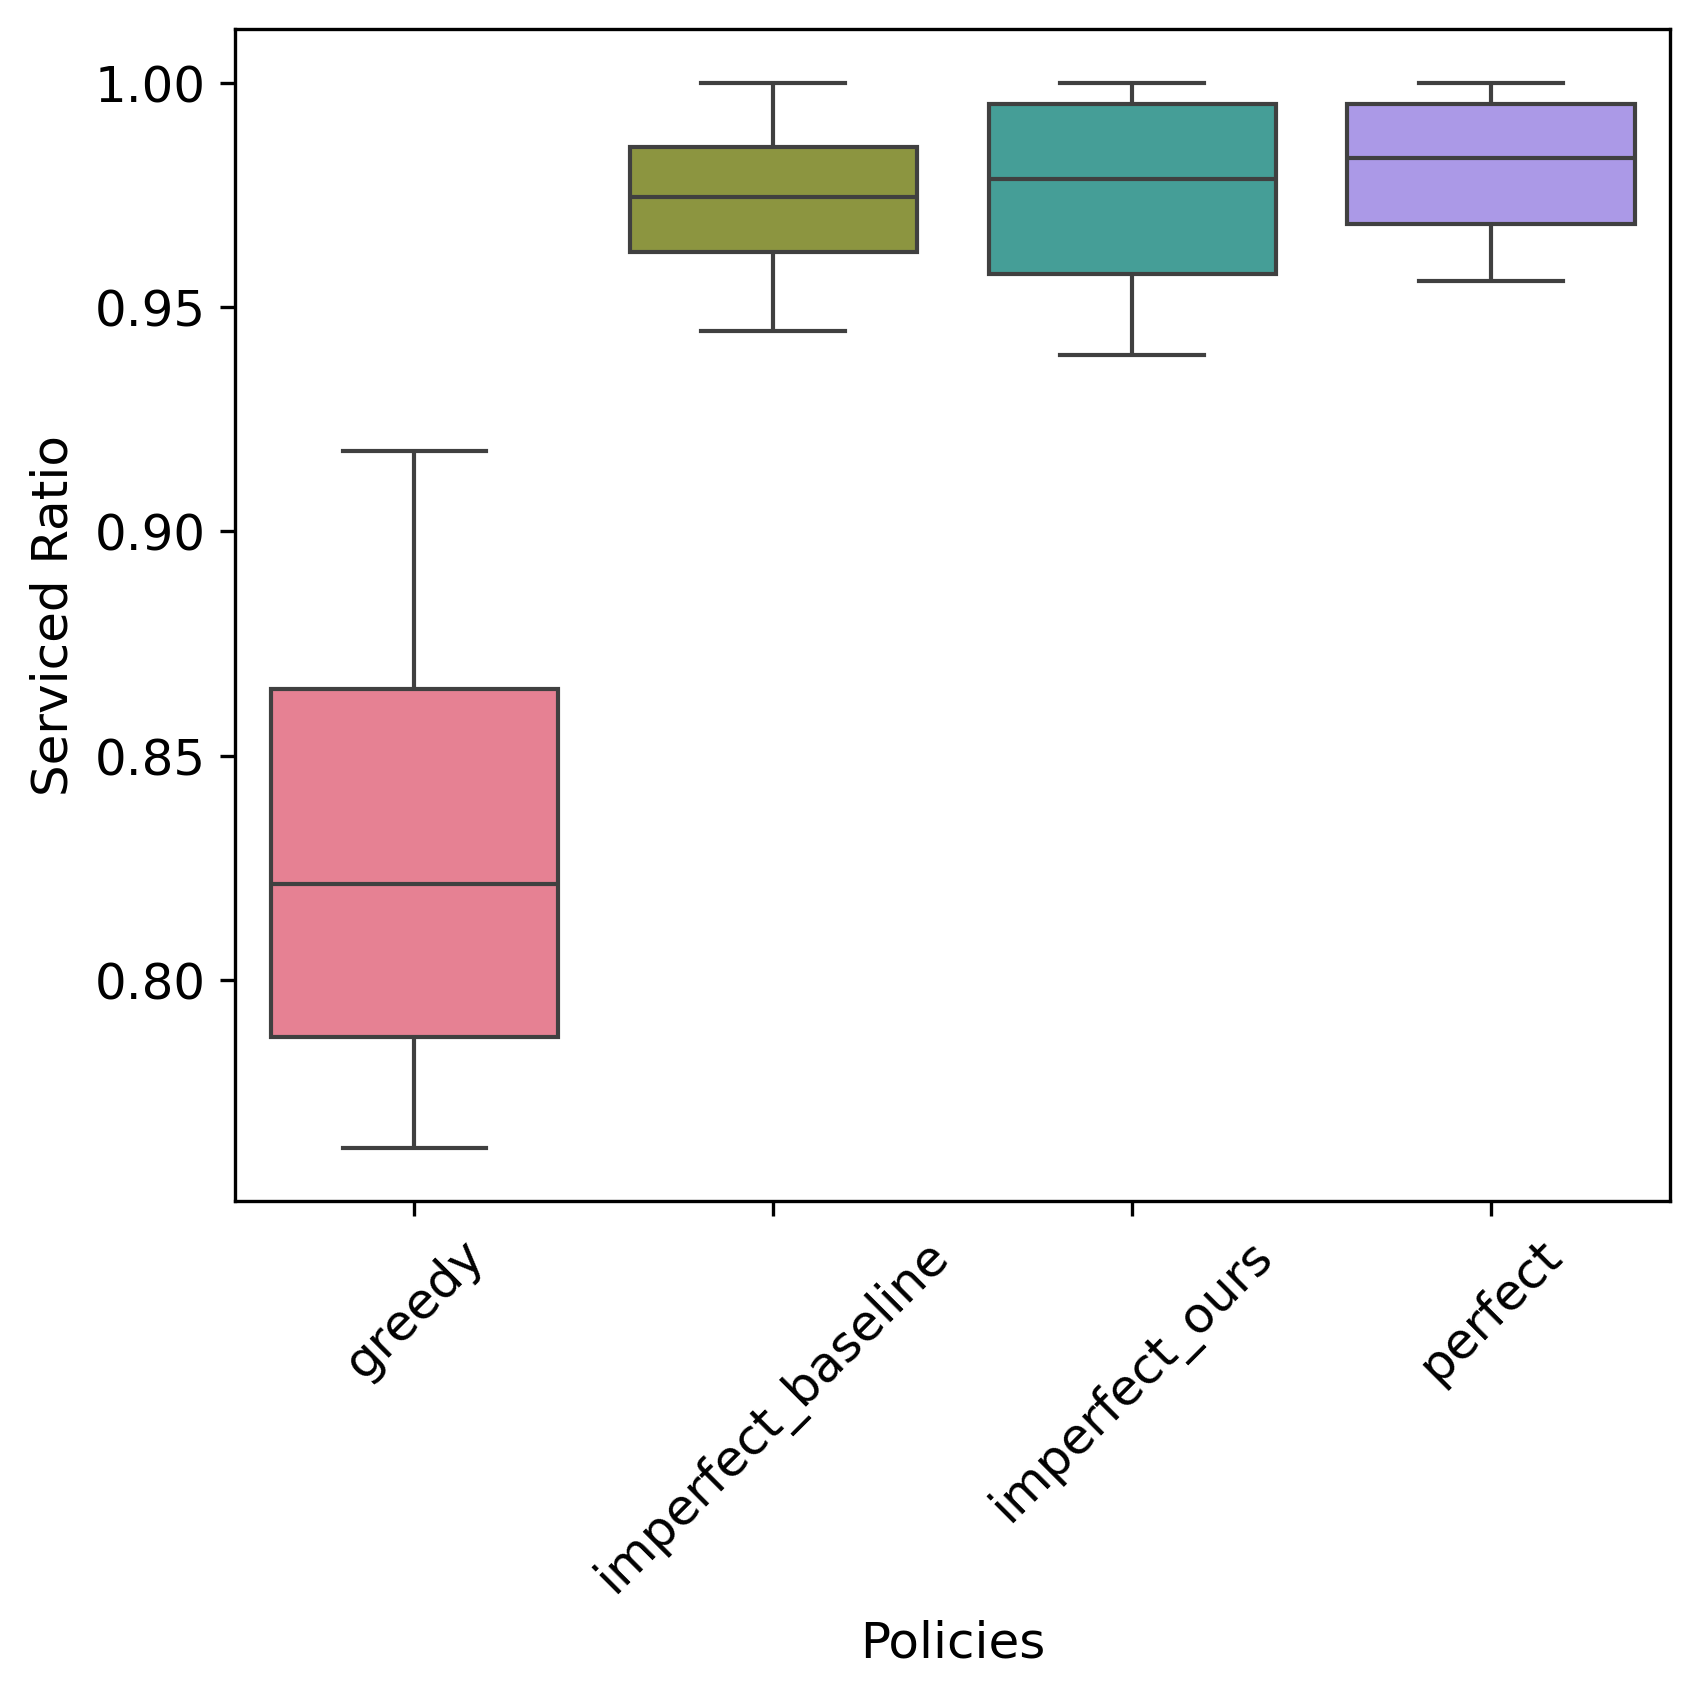 Serviced Ratio
1.00
0.95
0.90
0.85
0.80
greedy
imperfect_baseline
imperfect_ours
perfect
Policies